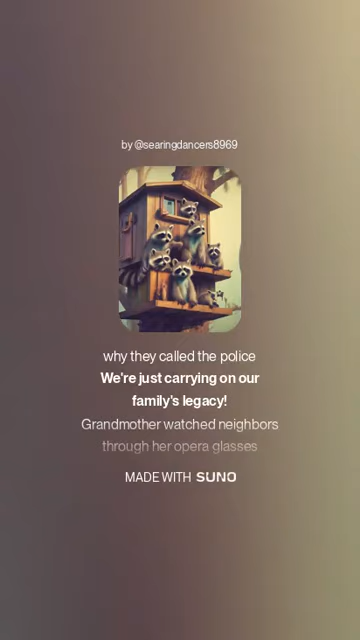 by @searingdancers8969
why they called the police
We're just carrying on our
family's legacy!
Grandmother watched neighbors
through her opera glasses
MADE WITH SUNO